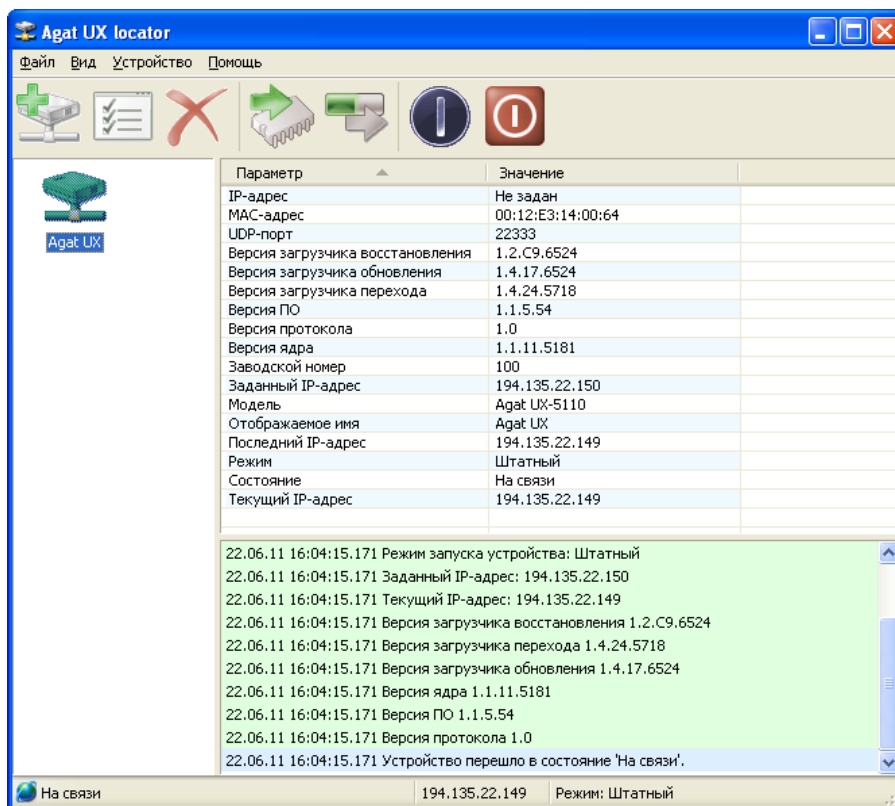 Agat UX locator
Файл Вид Устройство Помощь
Agat UX
Параметр Значение
IP-адрес Не задан
MAC-адрес 00:12:E3:14:00:64
UDP-порт 22333
Версия загрузчика восстановления 1.2.C9.6524
Версия загрузчика обновления 1.4.17.6524
Версия загрузчика перехода 1.4.24.5718
Версия ПО 1.1.5.54
Версия протокола 1.0
Версия ядра 1.1.11.5181
Заводской номер 100
Заданный IP-адрес 194.135.22.150
Модель Agat UX-5110
Отображаемое имя Agat UX
Последний IP-адрес 194.135.22.149
Режим Штатный
Состояние На связи
Текущий IP-адрес 194.135.22.149
22.06.11 16:04:15.171 Режим запуска устройства: Штатный
22.06.11 16:04:15.171 Заданный IP-адрес: 194.135.22.150
22.06.11 16:04:15.171 Текущий IP-адрес: 194.135.22.149
22.06.11 16:04:15.171 Версия загрузчика восстановления 1.2.C9.6524
22.06.11 16:04:15.171 Версия загрузчика перехода 1.4.24.5718
22.06.11 16:04:15.171 Версия загрузчика обновления 1.4.17.6524
22.06.11 16:04:15.171 Версия ядра 1.1.11.5181
22.06.11 16:04:15.171 Версия ПО 1.1.5.54
22.06.11 16:04:15.171 Версия протокола 1.0
22.06.11 16:04:15.171 Устройство перешло в состояние 'На связи'.
На связи 194.135.22.149 Режим: Штатный